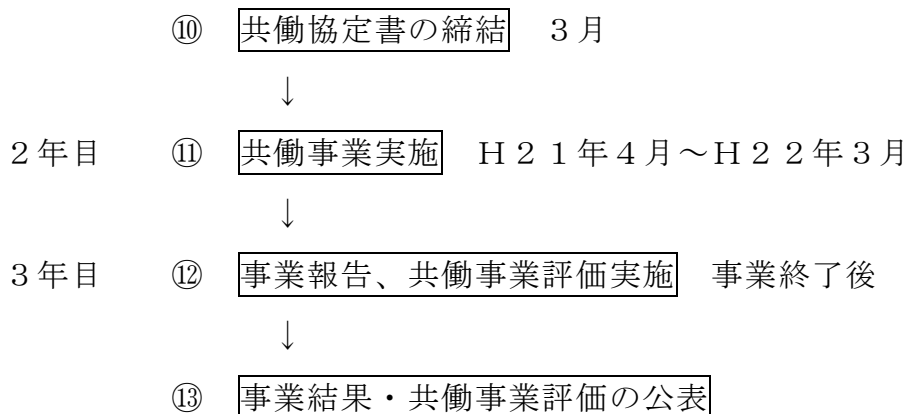 ⑩ 共働協定書の締結 ３月
↓
２年目 ⑪ 共働事業実施 Ｈ２１年４月～Ｈ２２年３月
↓
３年目 ⑫ 事業報告、共働事業評価実施 事業終了後
↓
⑬ 事業結果・共働事業評価の公表